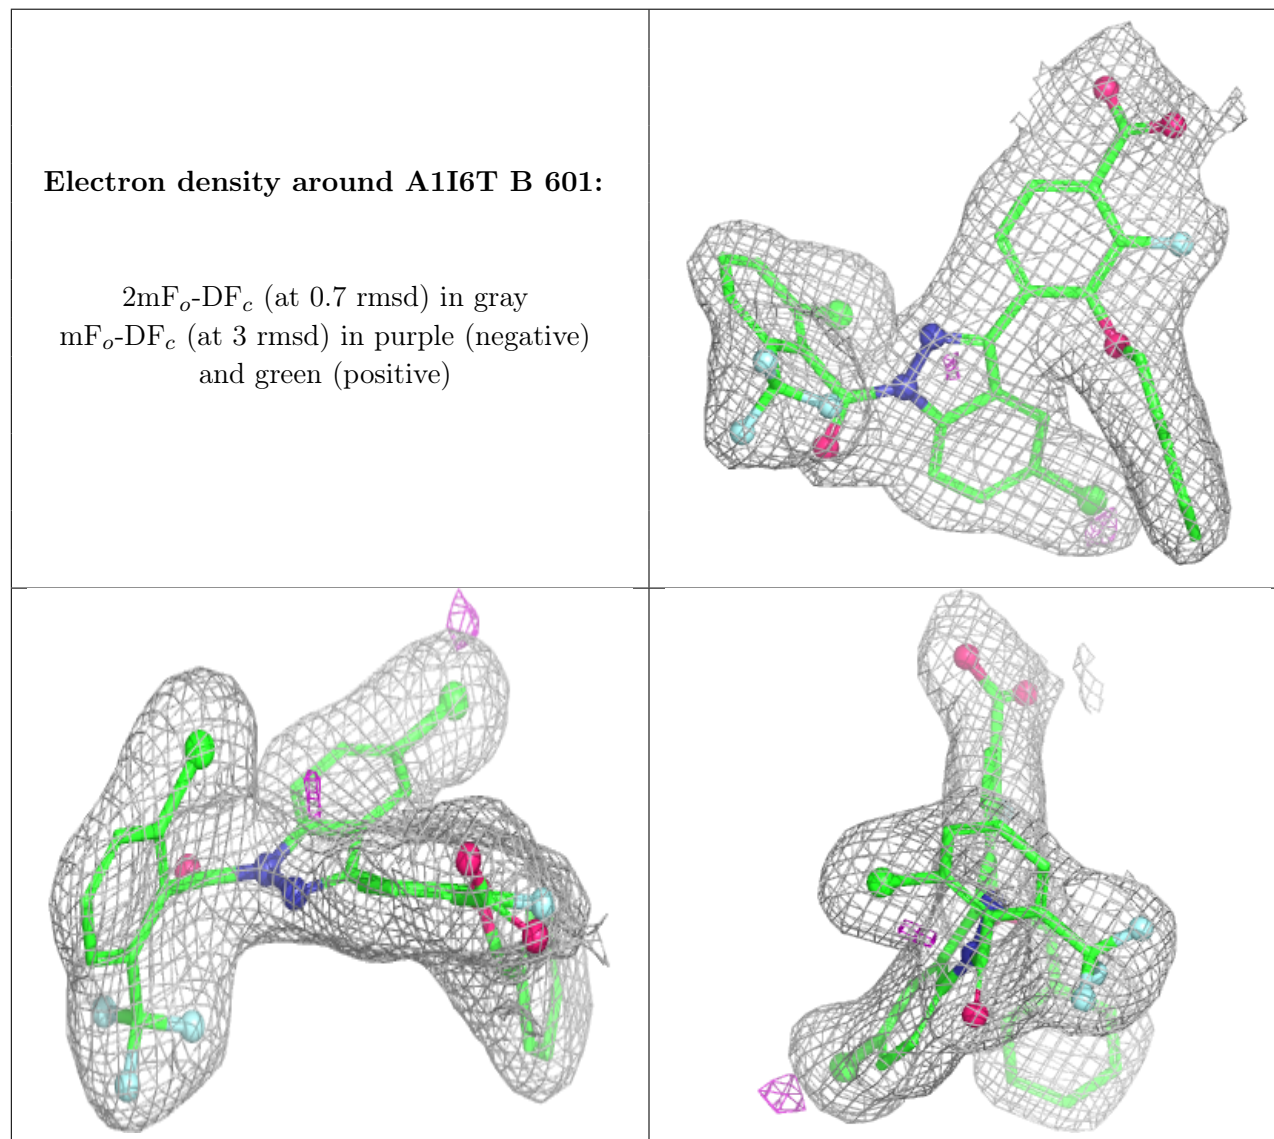 Electron density around A1I6T B 601:
2mFo-DFc (at 0.7 rmsd) in gray
mFo-DFc (at 3 rmsd) in purple (negative)
and green (positive)